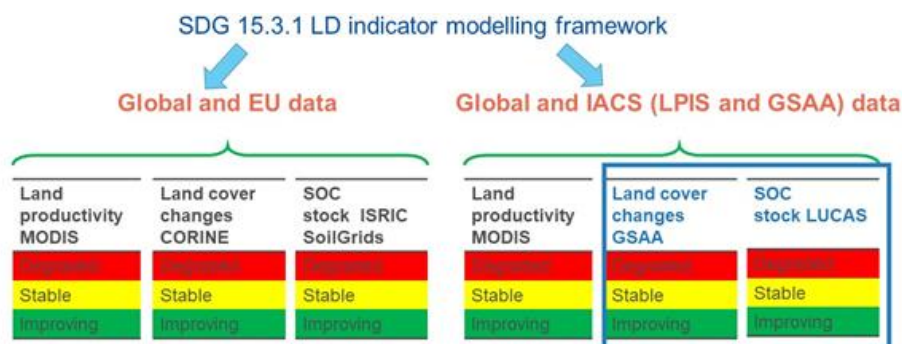 SDG 15.3.1 LD indicator modelling framework
Global and EU data
Global and IACS (LPIS and GSAA) data
Land
productivity
MODIS
Land cover
changes
CORINE
SOC
stock ISRIC
SoilGrids
Land
productivity
MODIS
Land cover
changes
GSAA
SOC
stock LUCAS
Degraded
Degraded
Degraded
Degraded
Degraded
Degraded
Stable
Stable
Stable
Stable
Stable
Stable
Improving
Improving
Improving
Improving
Improving
Improving